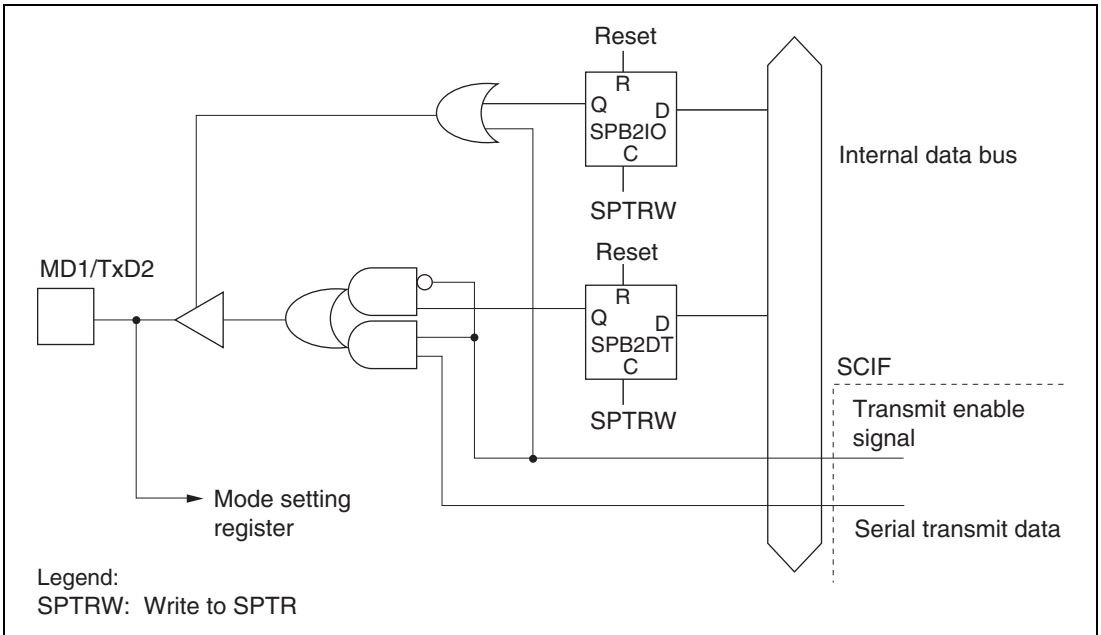 Reset
R
Q
D
SPB2IO
C
SPTRW
Internal data bus
Reset
MD1/TxD2
R
Q
D
SPB2DT
C
SPTRW
SCIF
Transmit enable
signal
Mode setting
register
Serial transmit data
Legend:
SPTRW: Write to SPTR